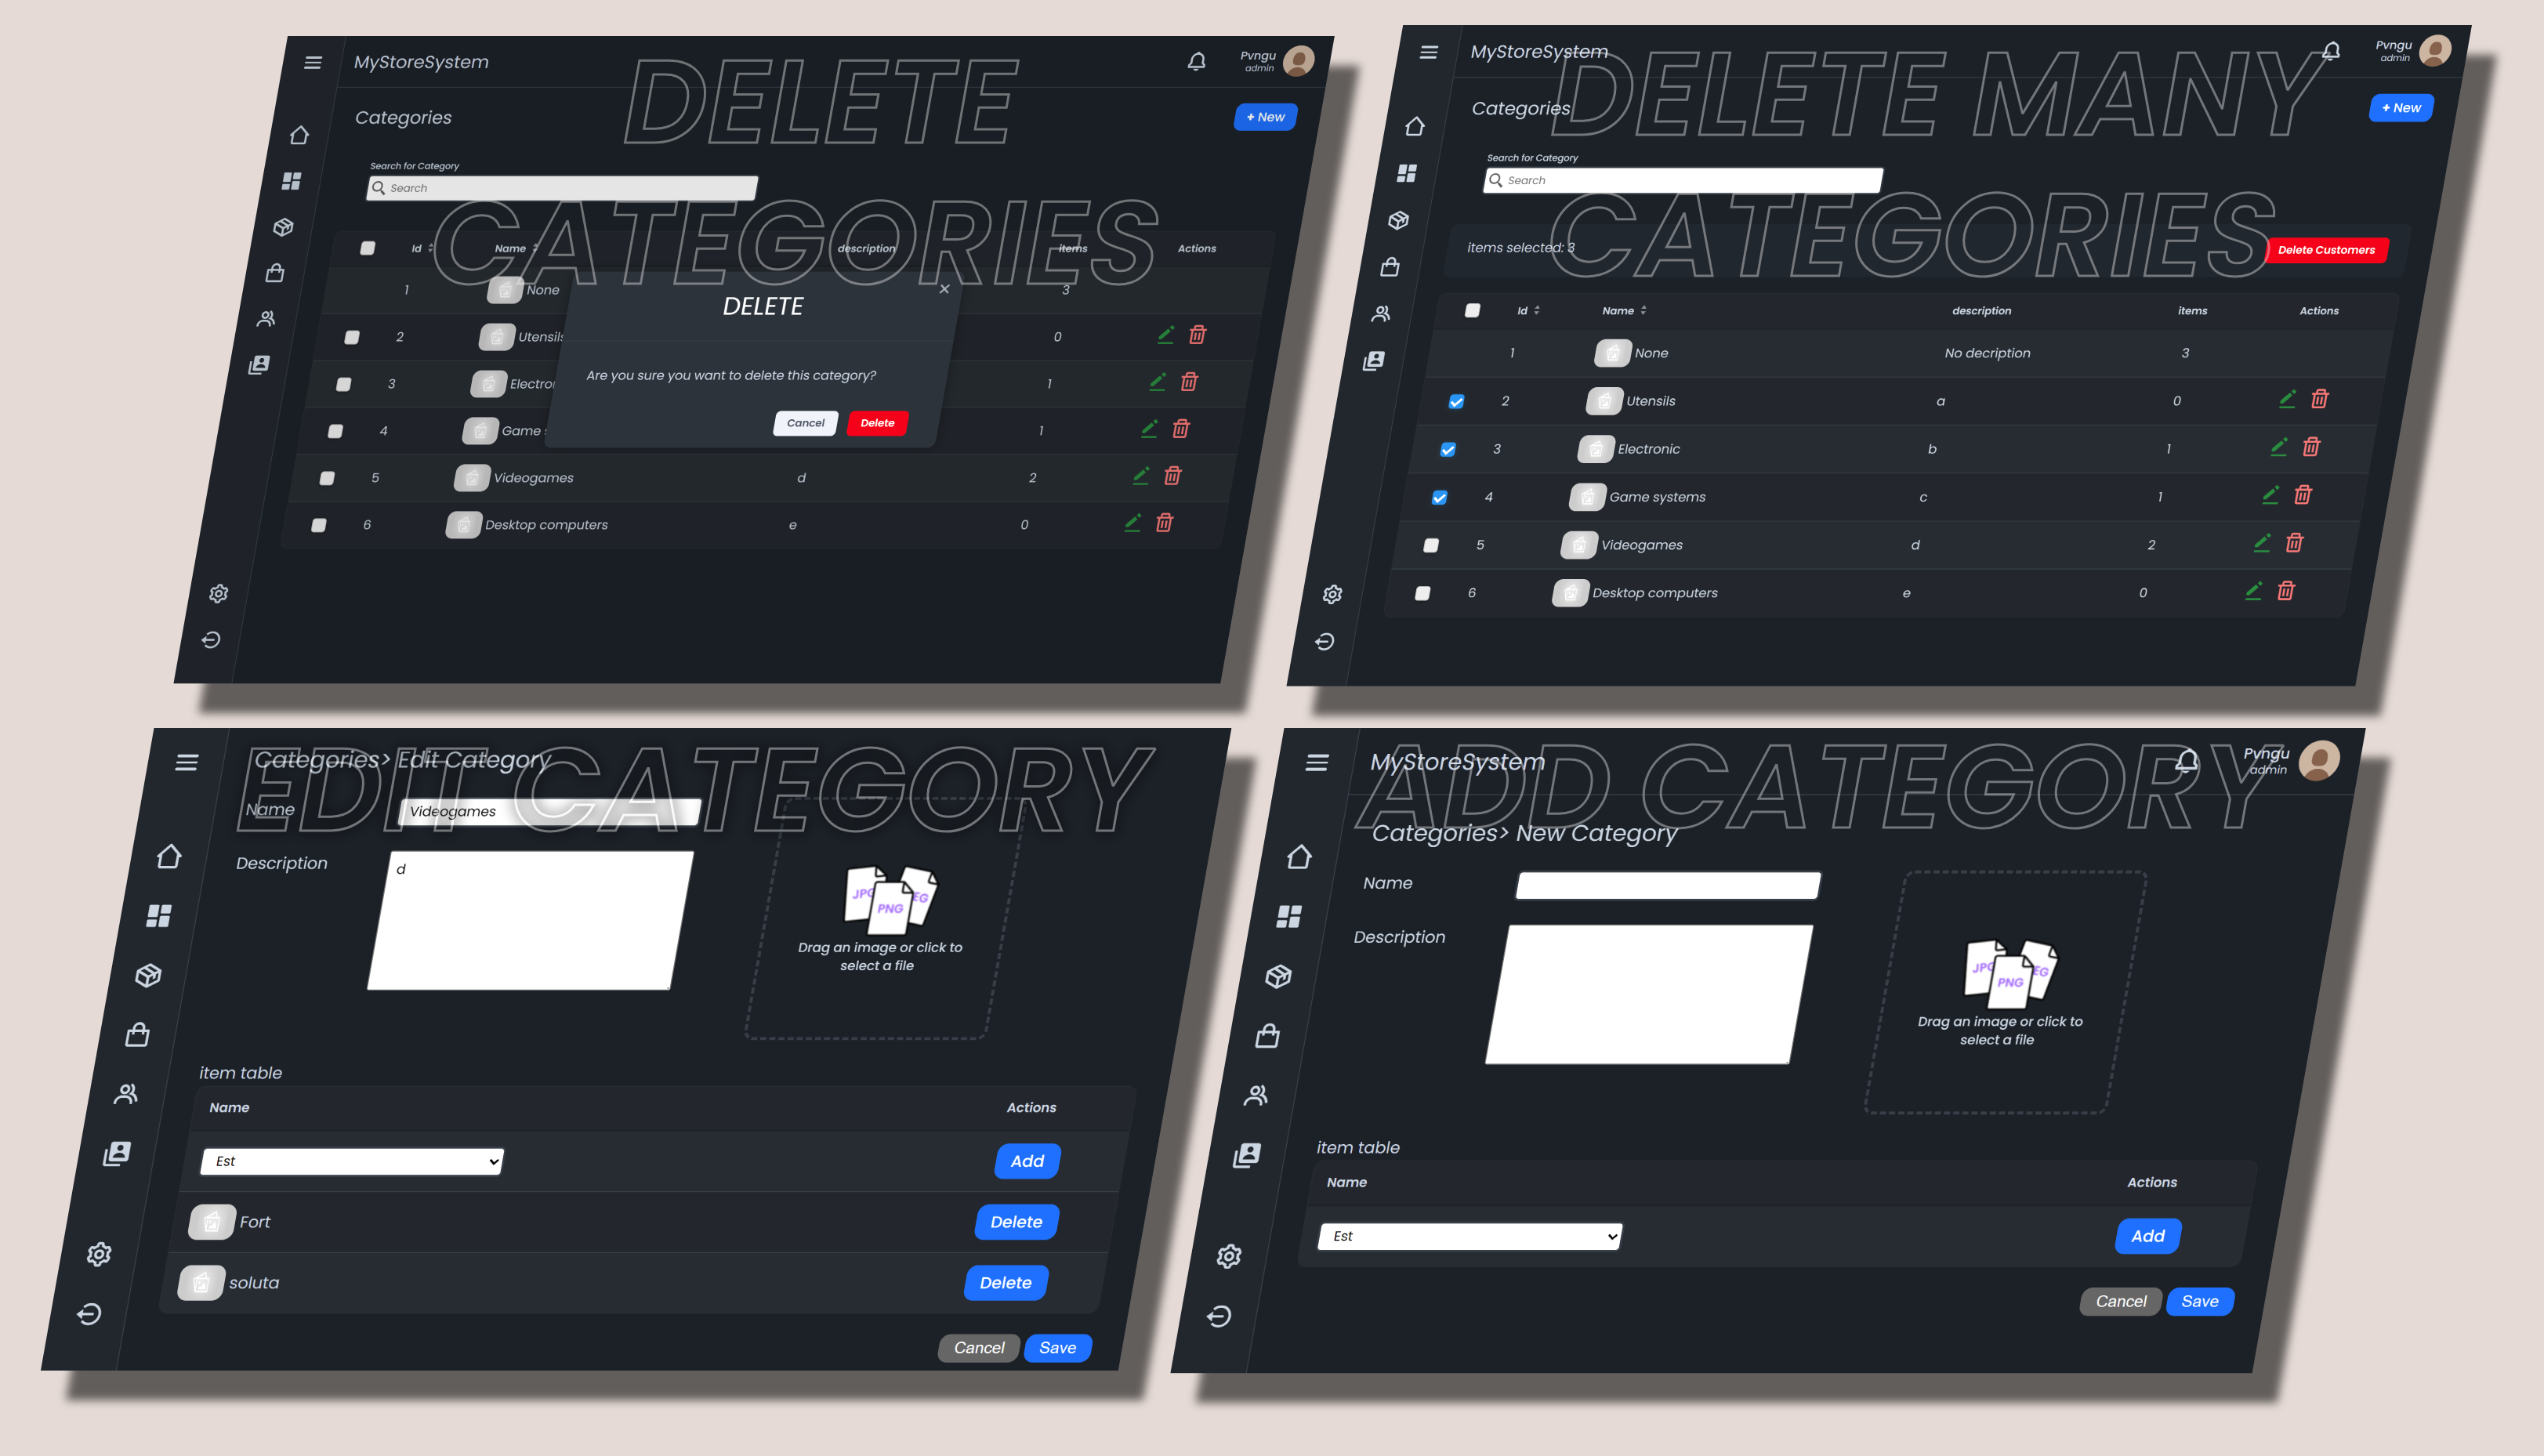 MyStoreSystem
Pvngu
admin
DELETE
Categories
+ New
Search for Category
Search
CATEGORIES
Id Name description items Actions
1 None 3
DELETE
2 Utensils 0
3 Electron 1
Are you sure you want to delete this category?
4 Game s 1
Cancel Delete
5 Videogames d 2
6 Desktop computers e 0
MyStoreSystem
Pvngu
admin
DELETE MANY
Categories
+ New
Search for Category
Search
CATEGORIES
items selected: 3
Delete Customers
Id Name description items Actions
1 None No decription 3
2 Utensils a 0
3 Electronic b 1
4 Game systems c 1
5 Videogames d 2
6 Desktop computers e 0
Categories> Edit Category
EDIT CATEGORY
Name Videogames
Description d
JPG PNG EG
Drag an image or click to
select a file
item table
Name Actions
Est Add
Fort Delete
soluta Delete
Cancel Save
MyStoreSystem
Pvngu
admin
ADD CATEGORY
Categories> New Category
Name
Description
JPG PNG EG
Drag an image or click to
select a file
item table
Name Actions
Est Add
Cancel Save